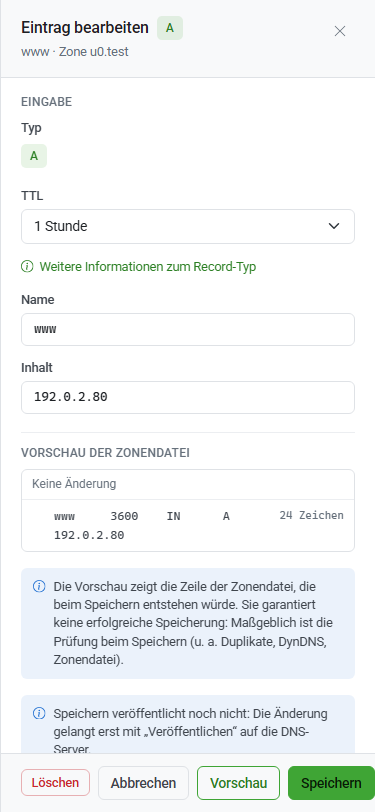 Eintrag bearbeiten A
www · Zone u0.test
EINGABE
Typ
A
TTL
1 Stunde
Weitere Informationen zum Record-Typ
Name
www
Inhalt
192.0.2.80
VORSCHAU DER ZONENDATEI
Keine Änderung
www 3600 IN A 24 Zeichen
192.0.2.80
Die Vorschau zeigt die Zeile der Zonendatei, die
beim Speichern entstehen würde. Sie garantiert
keine erfolgreiche Speicherung: Maßgeblich ist die
Prüfung beim Speichern (u. a. Duplikate, DynDNS,
Zonendatei).
Speichern veröffentlicht noch nicht: Die Änderung
gelangt erst mit „Veröffentlichen“ auf die DNS-
Server.
Löschen Abbrechen Vorschau Speichern